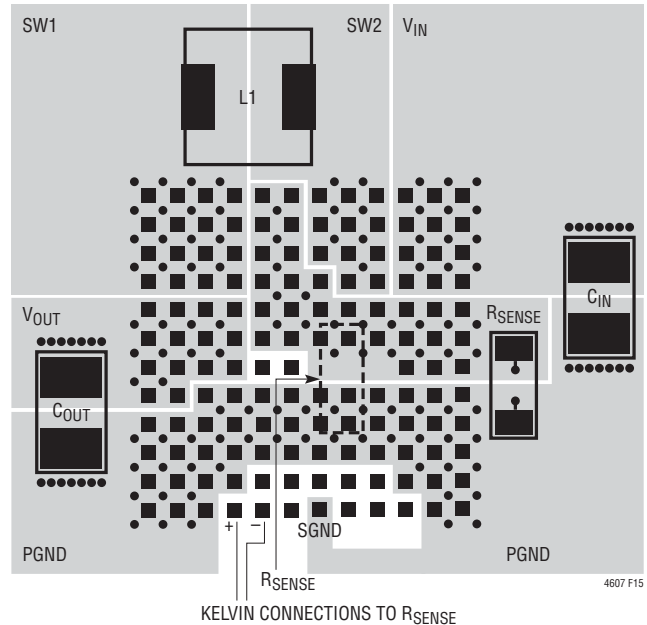 SW1
SW2
VIN
L1
CIN
RSENSE
VOUT
COUT
+ –
SGND
PGND
PGND
RSENSE
4607 F15
KELVIN CONNECTIONS TO RSENSE